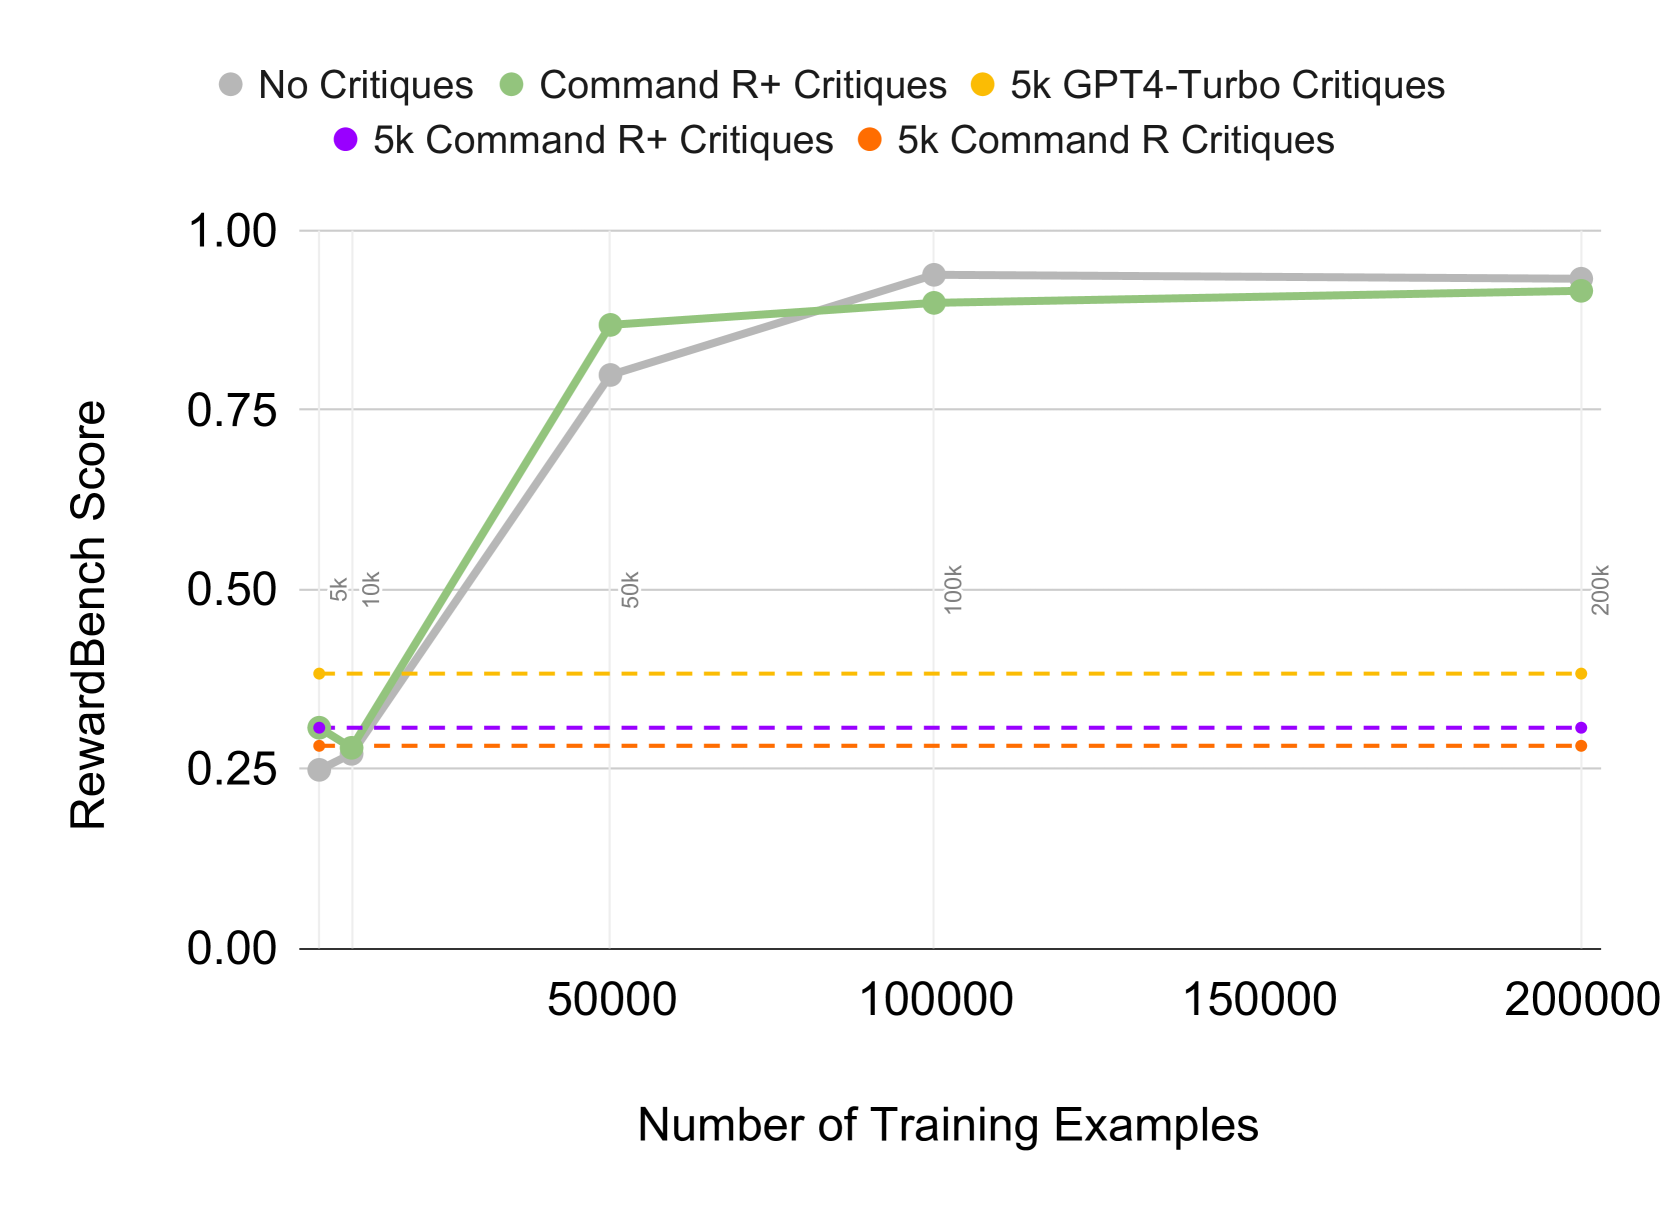 No Critiques Command R+ Critiques 5k GPT4-Turbo Critiques
5k Command R+ Critiques 5k Command R Critiques
1.00
0.75
0.50
0.25
0.00
RewardBench Score
5k
10k
50k
100k
200k
50000 100000 150000 200000
Number of Training Examples